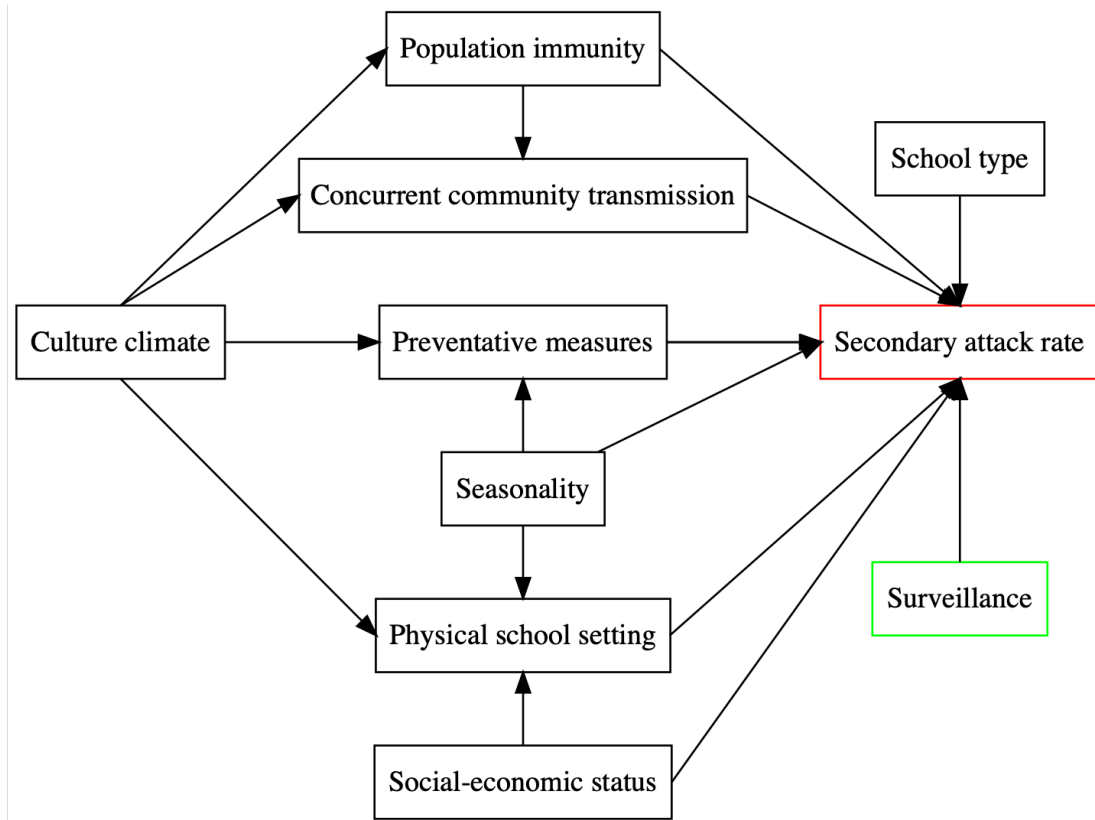 Population immunity
School type
Concurrent community transmission
Culture climate
Preventative measures
Secondary attack rate
Seasonality
Surveillance
Physical school setting
Social-economic status